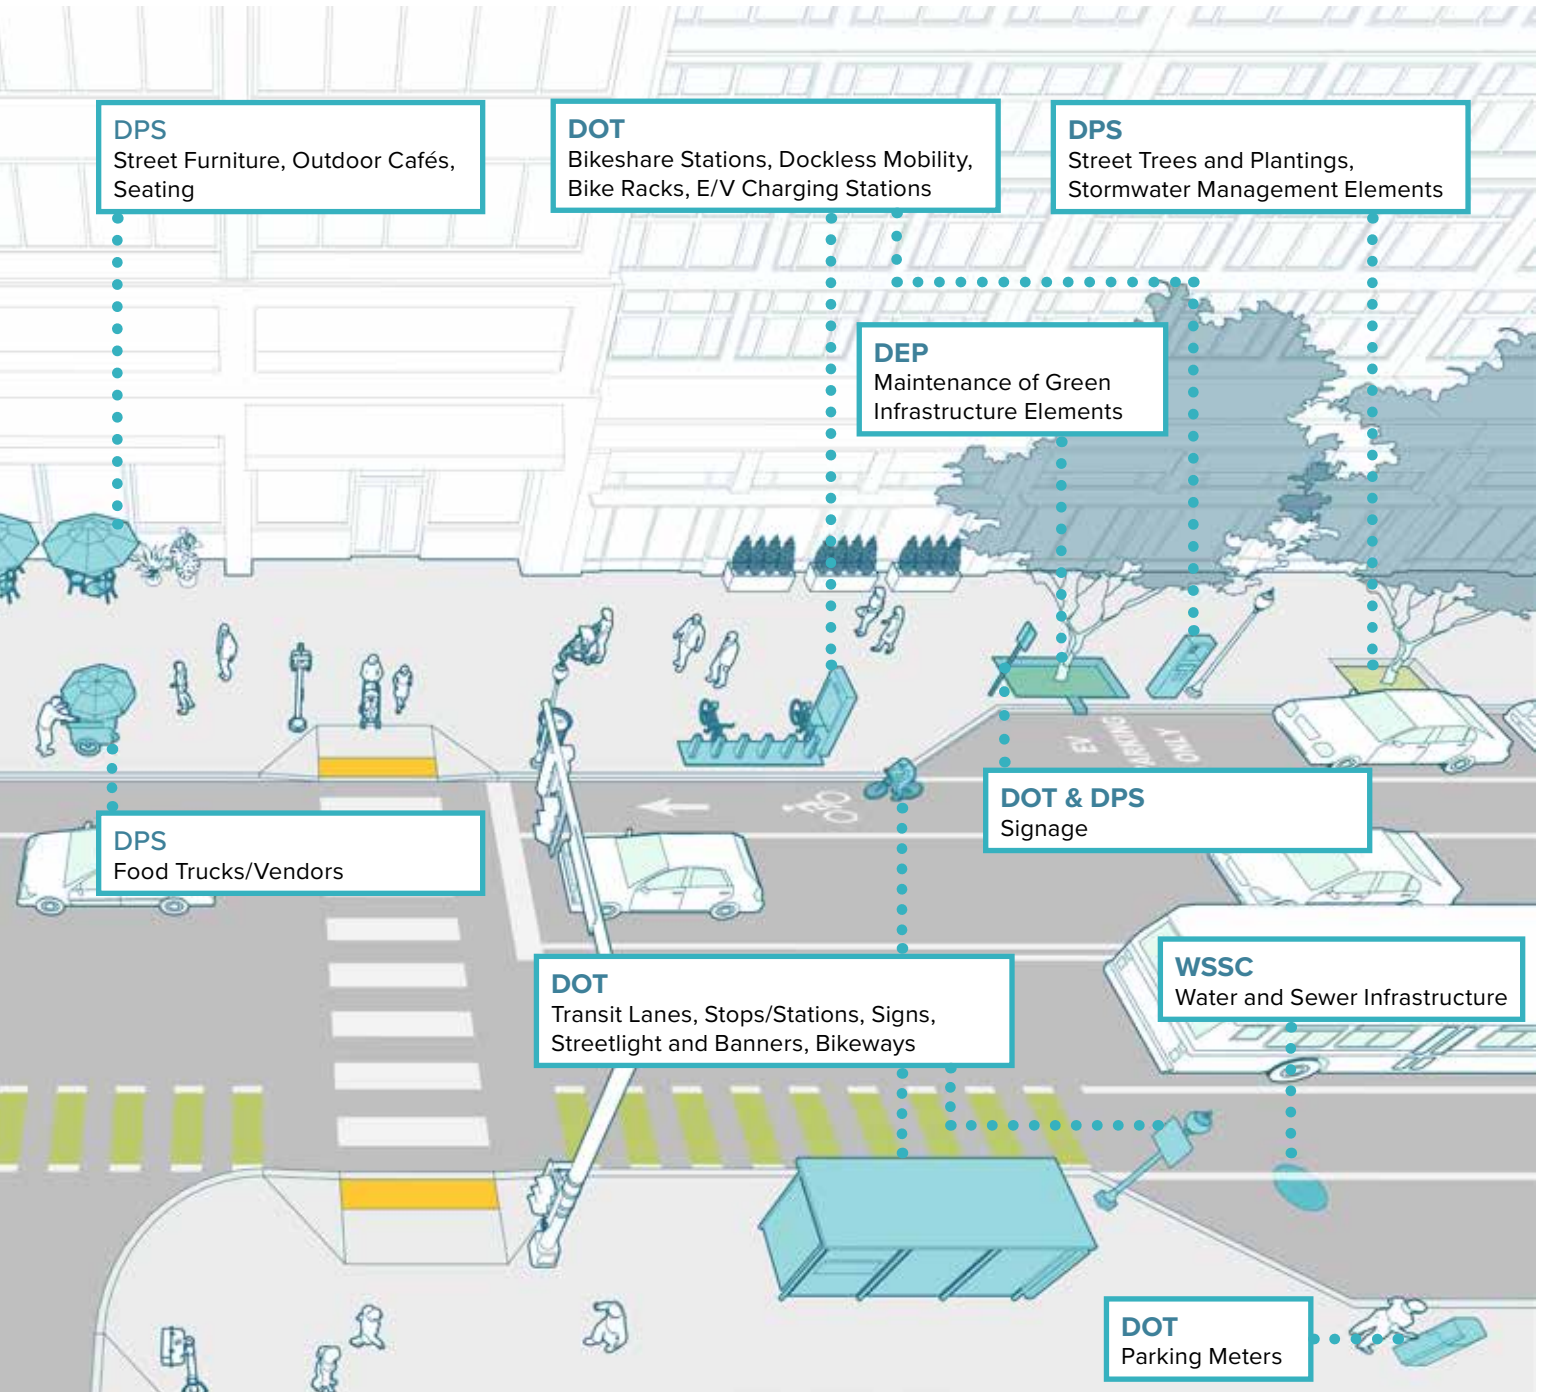 DPS
Street Furniture, Outdoor Cafés,
Seating
DOT
Bikeshare Stations, Dockless Mobility,
Bike Racks, E/V Charging Stations
DPS
Street Trees and Plantings,
Stormwater Management Elements
DEP
Maintenance of Green
Infrastructure Elements
EV
PARKING
ONLY
DOT & DPS
Signage
DPS
Food Trucks/Vendors
DOT
Transit Lanes, Stops/Stations, Signs,
Streetlight and Banners, Bikeways
WSSC
Water and Sewer Infrastructure
DOT
Parking Meters